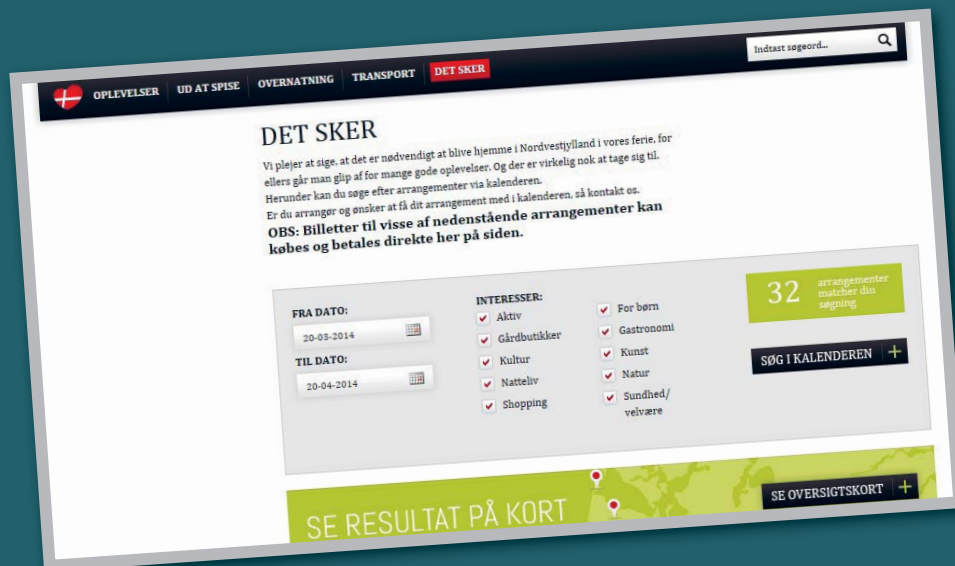 OPLEVELSER UD AT SPISE OVERNATNING TRANSPORT DET SKER
Indtast søgeord...
DET SKER
Vi plejer at sige, at det er nødvendigt at blive hjemme i Nordvestjylland i vores ferie, for
ellers går man glip af for mange gode oplevelser. Og der er virkelig nok at tage sig til.
Herunder kan du søge efter arrangementer via kalenderen.
Er du arrangør og ønsker at få dit arrangement med i kalenderen, så kontakt os.
OBS: Billetter til visse af nedenstående arrangementer kan
købes og betales direkte her på siden.
FRA DATO:
20-03-2014
TIL DATO:
20-04-2014
INTERESSER:
Aktiv
Gårdbutikker
Kultur
Natteliv
Shopping
For børn
Gastronomi
Kunst
Natur
Sundhed/
velvære
32 arrangementer
matcher din
søgning
SØG I KALENDEREN +
SE RESULTAT PÅ KORT
SE OVERSIGTSKORT +